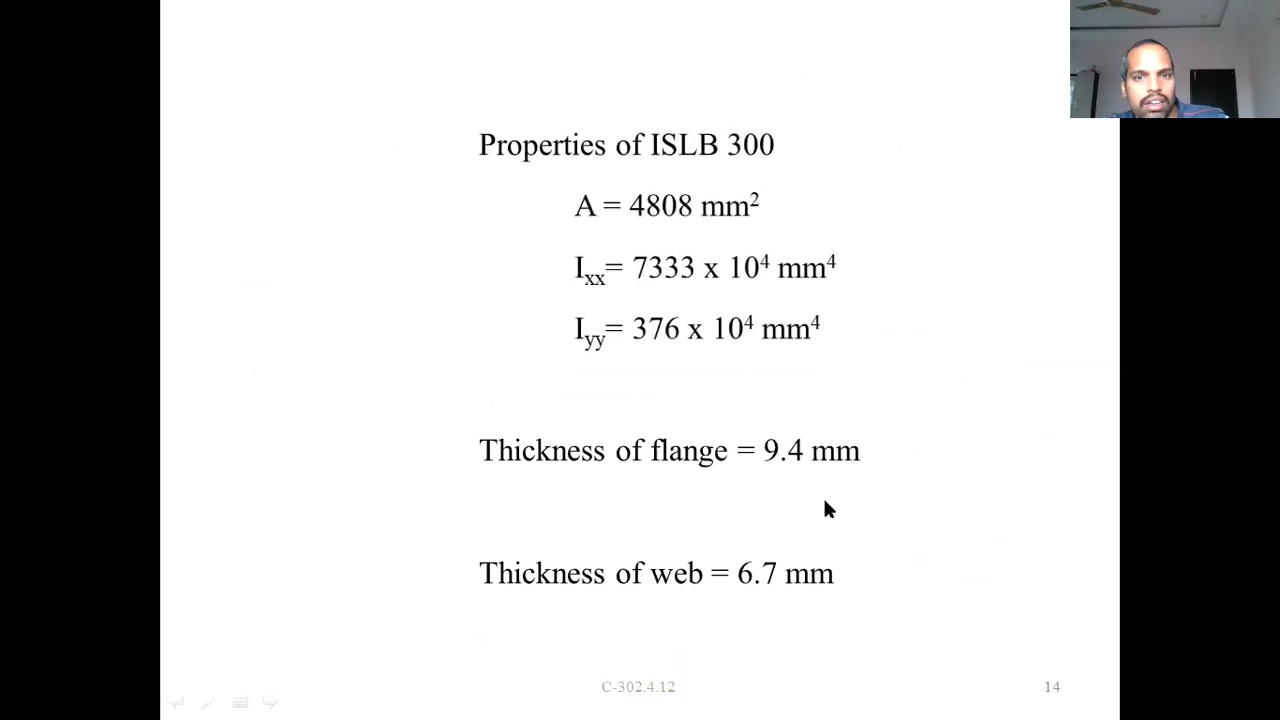 Properties of ISLB 300
A = 4808 mm²
Iₓₓ= 7333 x 10⁴ mm⁴
Iyy= 376 x 10⁴ mm⁴
Thickness of flange = 9.4 mm
Thickness of web = 6.7 mm
C-302.4.12
14